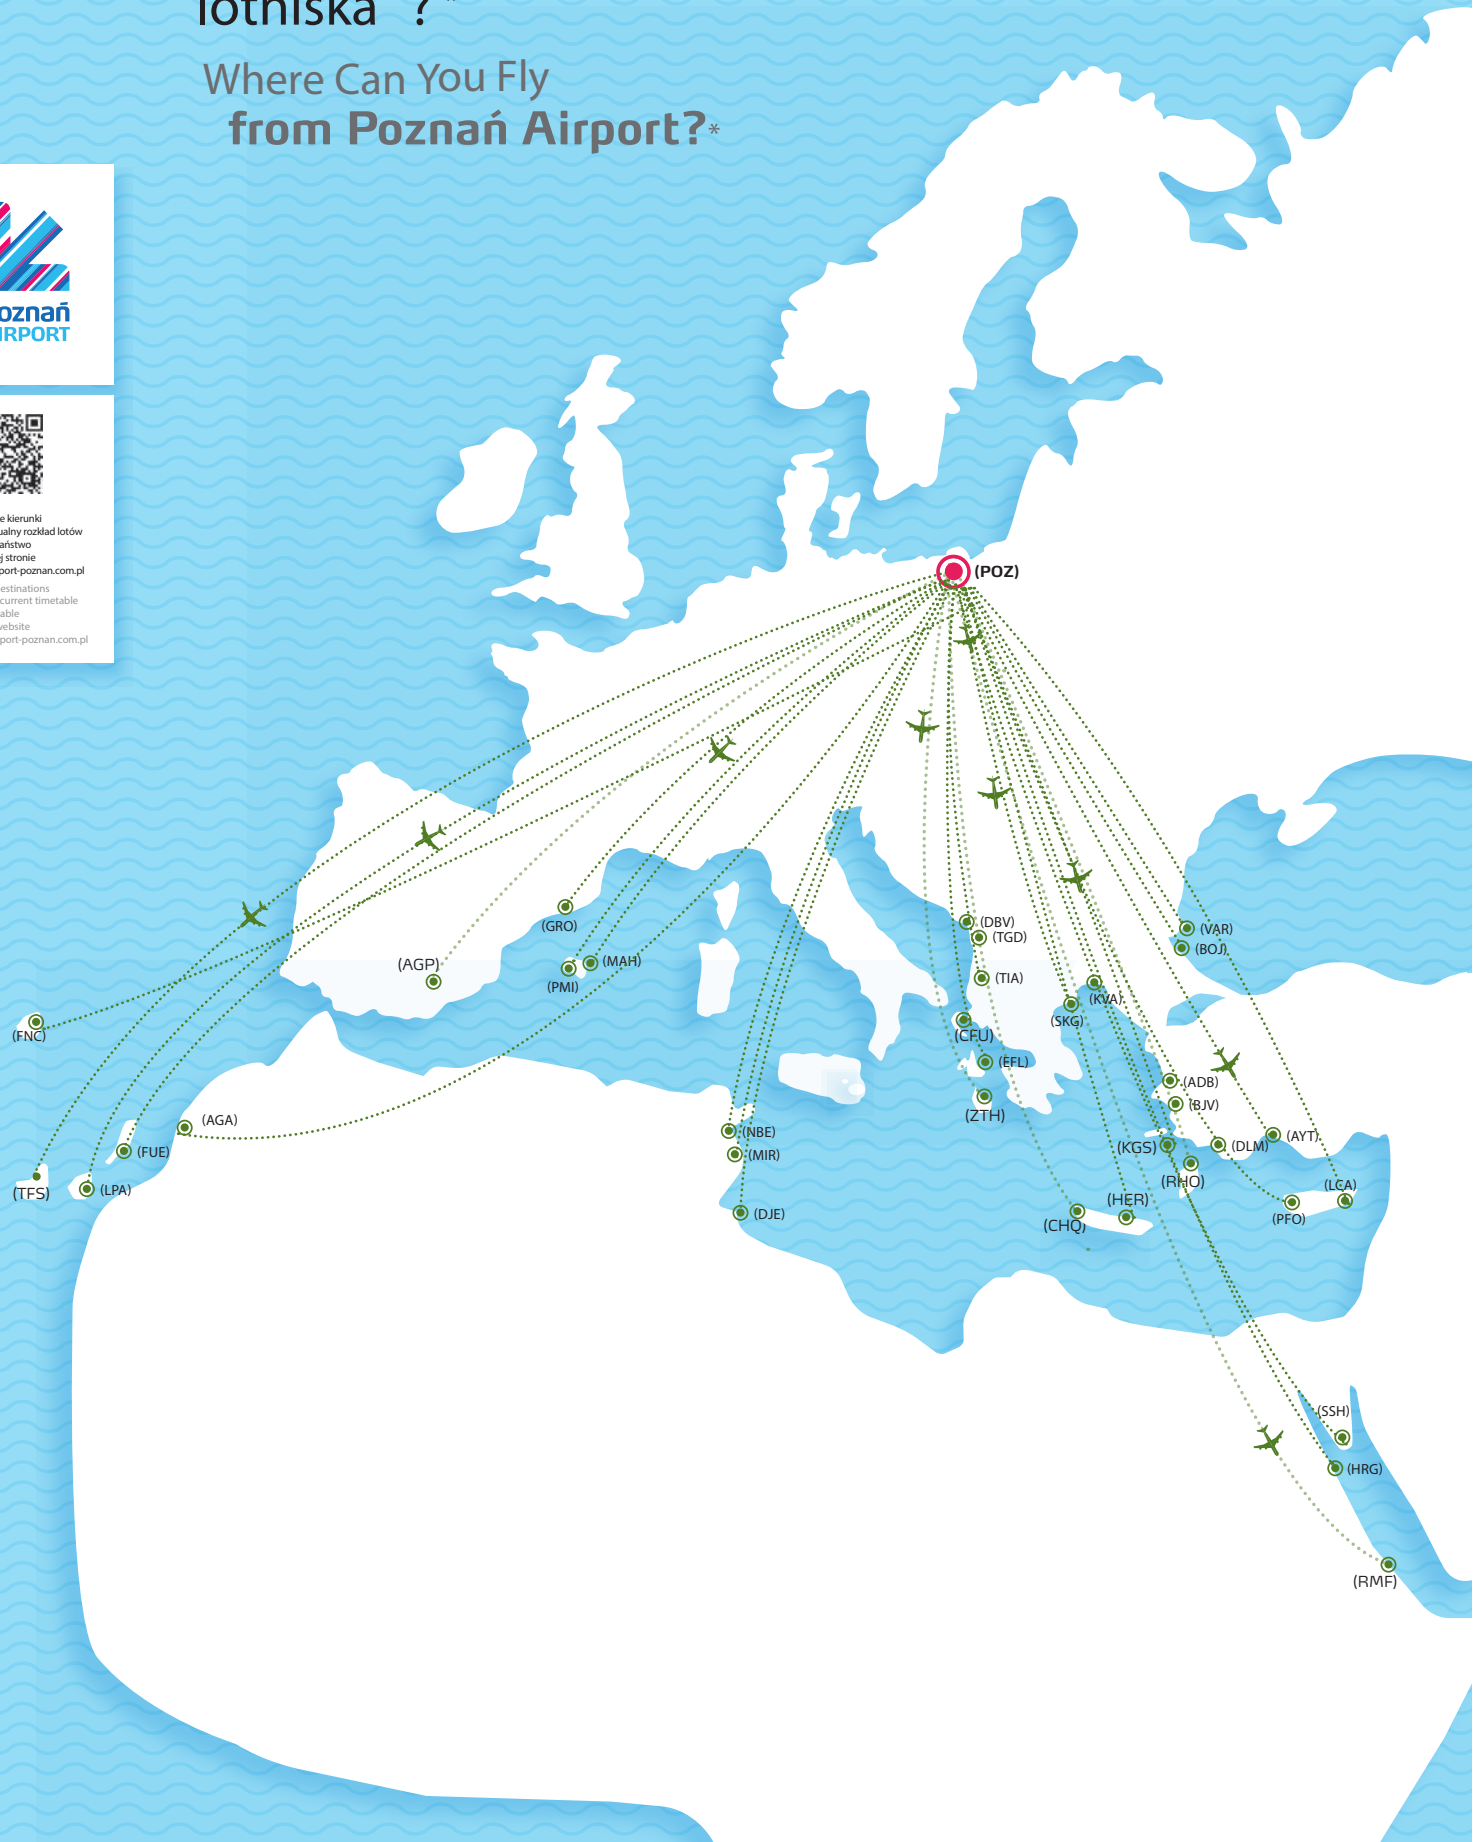 lotniska ?*
Where Can You Fly
from Poznań Airport?*
oznań
IRPORT
e kierunki
ualny rozkład lotów
aństwo
j stronie
port-poznan.com.pl
estinations
current timetable
able
website
port-poznan.com.pl
(POZ)
(GRO)
(DBV)
(VAR)
(TGD)
(BOJ)
(AGP)
(MAH)
(PMI)
(TIA)
(KVA)
(SKG)
(FNC)
(CFU)
(EFL)
(ADB)
(BJV)
(ZTH)
(AGA)
(NBE)
(AYT)
(KGS)
(DLM)
(FUE)
(MIR)
(RHO)
(TFS)
(LPA)
(LCA)
(HER)
(DJE)
(CHQ)
(PFO)
(SSH)
(HRG)
(RMF)